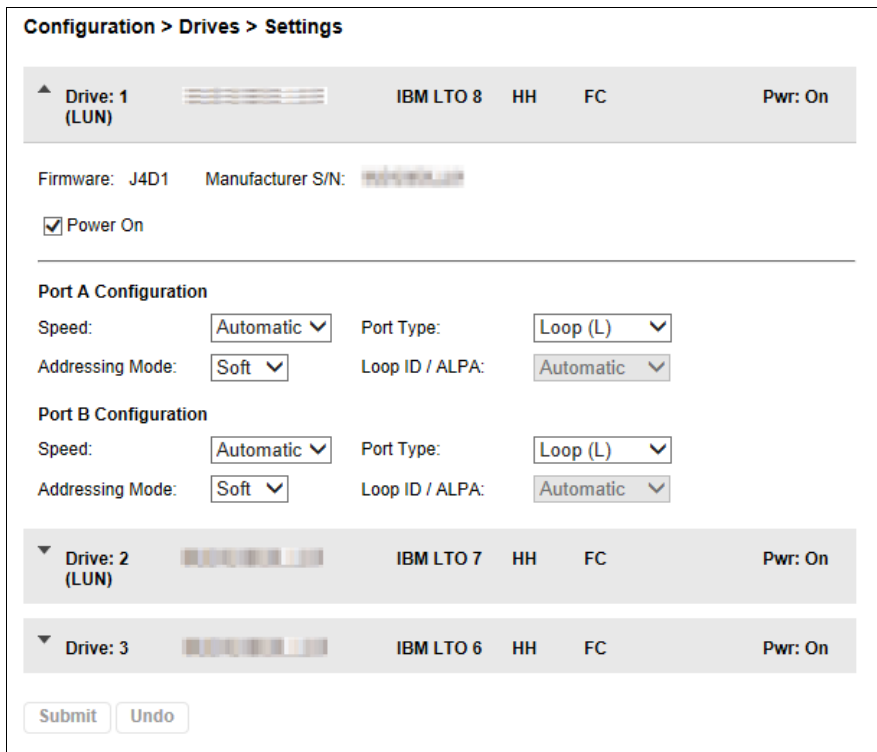 Configuration > Drives > Settings
Drive: 1 IBM LTO 8 HH FC Pwr: On
(LUN)
Firmware: J4D1 Manufacturer S/N:
Power On
Port A Configuration
Speed: Automatic Port Type: Loop (L)
Addressing Mode: Soft Loop ID / ALPA: Automatic
Port B Configuration
Speed: Automatic Port Type: Loop (L)
Addressing Mode: Soft Loop ID / ALPA: Automatic
Drive: 2 IBM LTO 7 HH FC Pwr: On
(LUN)
Drive: 3 IBM LTO 6 HH FC Pwr: On
Submit Undo